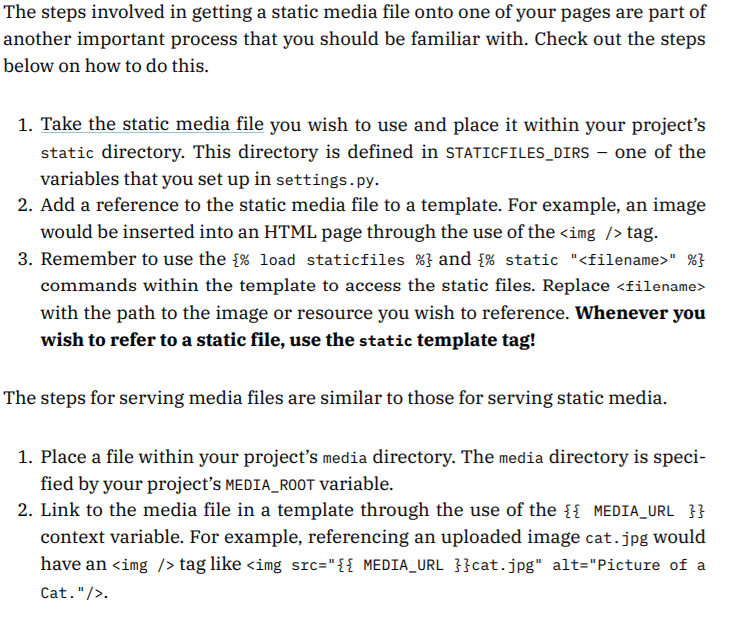 The steps involved in getting a static media file onto one of your pages are part of
another important process that you should be familiar with. Check out the steps
below on how to do this.
1. Take the static media file you wish to use and place it within your project’s
static directory. This directory is defined in STATICFILES_DIRS – one of the
variables that you set up in settings.py.
2. Add a reference to the static media file to a template. For example, an image
would be inserted into an HTML page through the use of the <img /> tag.
3. Remember to use the {% load staticfiles %} and {% static "<filename>" %}
commands within the template to access the static files. Replace <filename>
with the path to the image or resource you wish to reference. Whenever you
wish to refer to a static file, use the static template tag!
The steps for serving media files are similar to those for serving static media.
1. Place a file within your project’s media directory. The media directory is speci-
fied by your project’s MEDIA_ROOT variable.
2. Link to the media file in a template through the use of the {{ MEDIA_URL }}
context variable. For example, referencing an uploaded image cat.jpg would
have an <img /> tag like <img src="{{ MEDIA_URL }}cat.jpg" alt="Picture of a
Cat."/>.